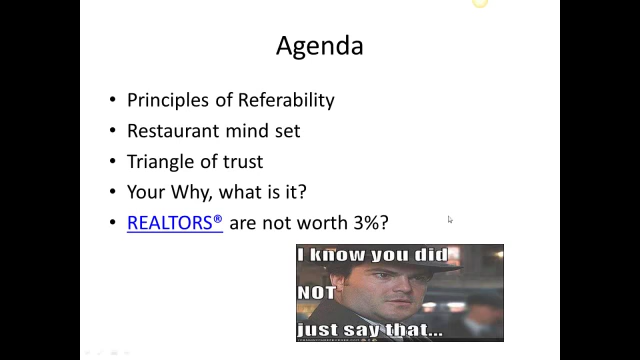 Agenda
• Principles of Referability
• Restaurant mind set
• Triangle of trust
• Your Why, what is it?
• REALTORS® are not worth 3%?
I know you did
NOT
just say that...